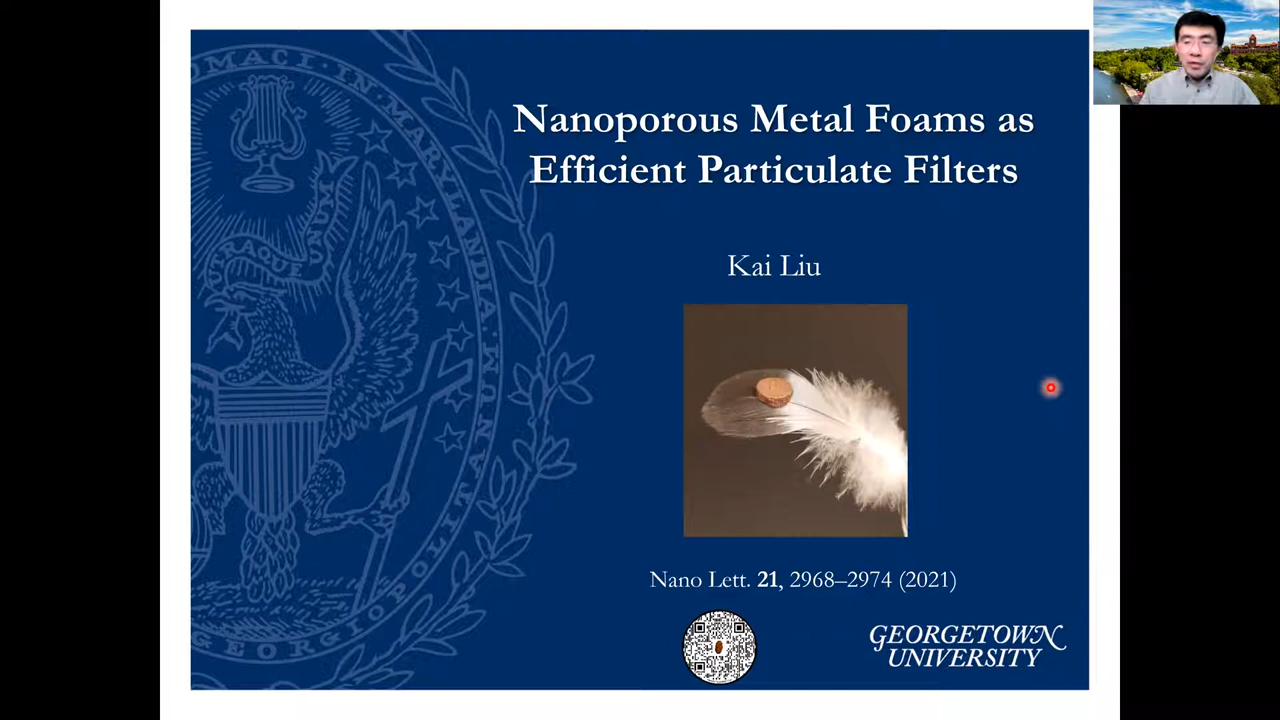 Nanoporous Metal Foams as
Efficient Particulate Filters
Kai Liu
Nano Lett. 21, 2968–2974 (2021)
GEORGETOWN
UNIVERSITY